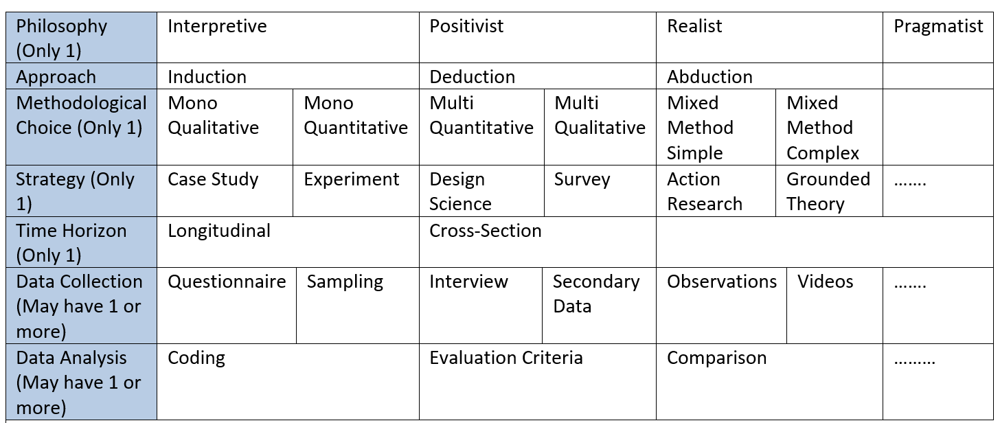 Philosophy (Only 1) Interpretive Positivist Realist Pragmatist
Approach Induction Deduction Abduction
Methodological Choice (Only 1) Mono Qualitative Mono Quantitative Multi Quantitative Multi Qualitative Mixed Method Simple Mixed Method Complex
Strategy (Only 1) Case Study Experiment Design Science Survey Action Research Grounded Theory …….
Time Horizon (Only 1) Longitudinal Cross-Section
Data Collection (May have 1 or more) Questionnaire Sampling Interview Secondary Data Observations Videos …….
Data Analysis (May have 1 or more) Coding Evaluation Criteria Comparison ………